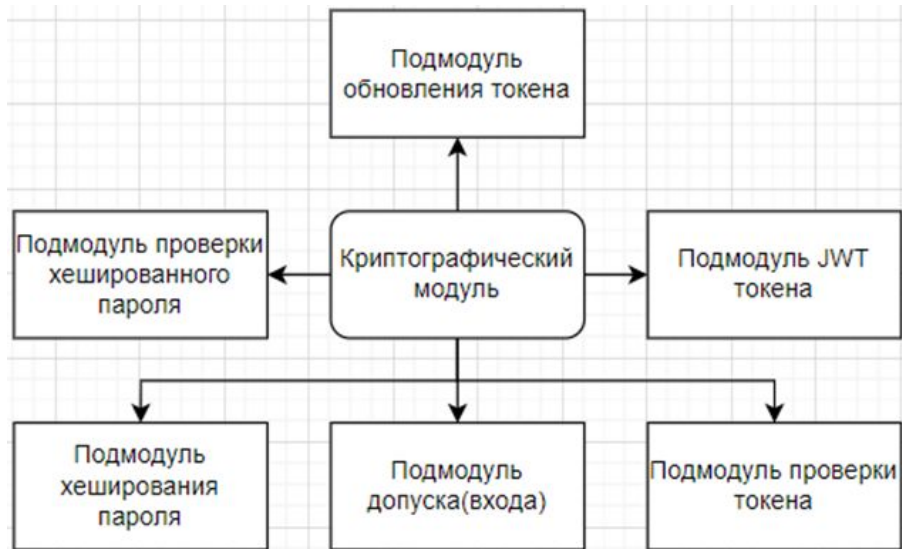 Подмодуль
обновления токена
Подмодуль проверки
хешированного
пароля
Криптографический
модуль
Подмодуль JWT
токена
Подмодуль
хеширования
пароля
Подмодуль
допуска(входа)
Подмодуль проверки
токена